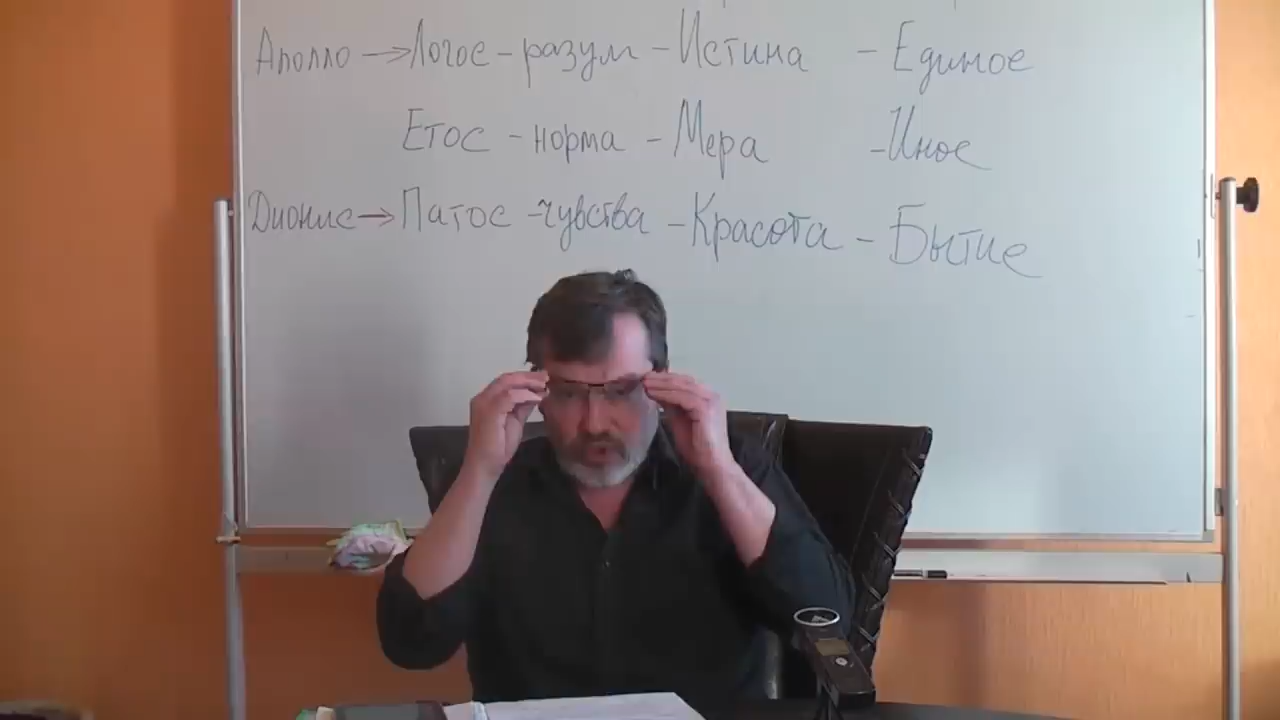 Аполло → Логос - разум - Истина - Единое
Етос - норма - Мера - Иное
Дионис → Патос - чувства - Красота - Бытие